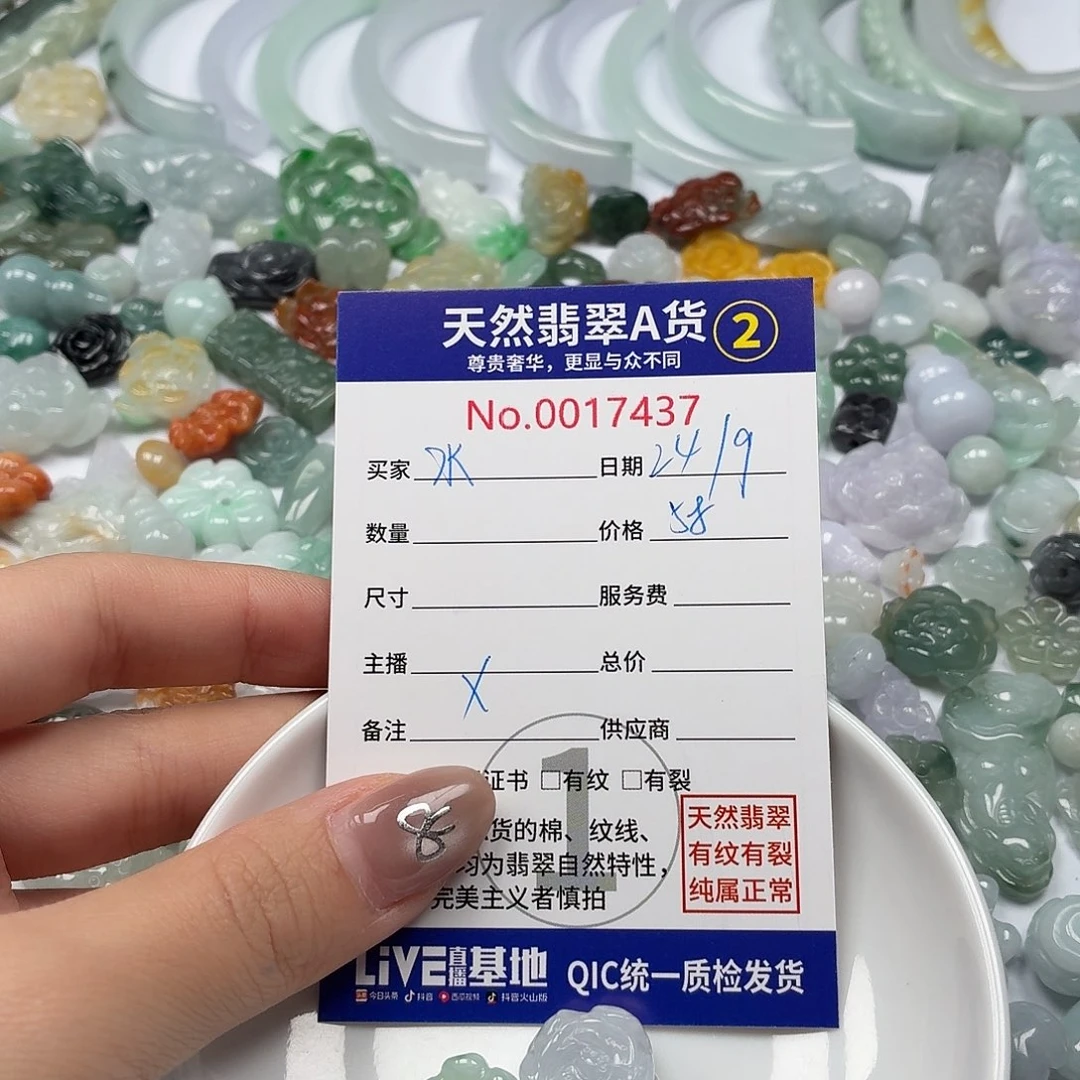 天然翡翠A货 2
尊贵奢华，更显与众不同
No.0017437
买家 水 日期 24/9
数量 价格 58
尺寸 服务费
主播 总价
X
备注 供应商
证书 □有纹 □有裂
1
货的棉、纹线、
均为翡翠自然特性，
完美主义者慎拍
天然翡翠
有纹有裂
纯属正常
LiVE直播基地 QIC统一质检发货
今日头条 抖音 西瓜视频 抖音火山版